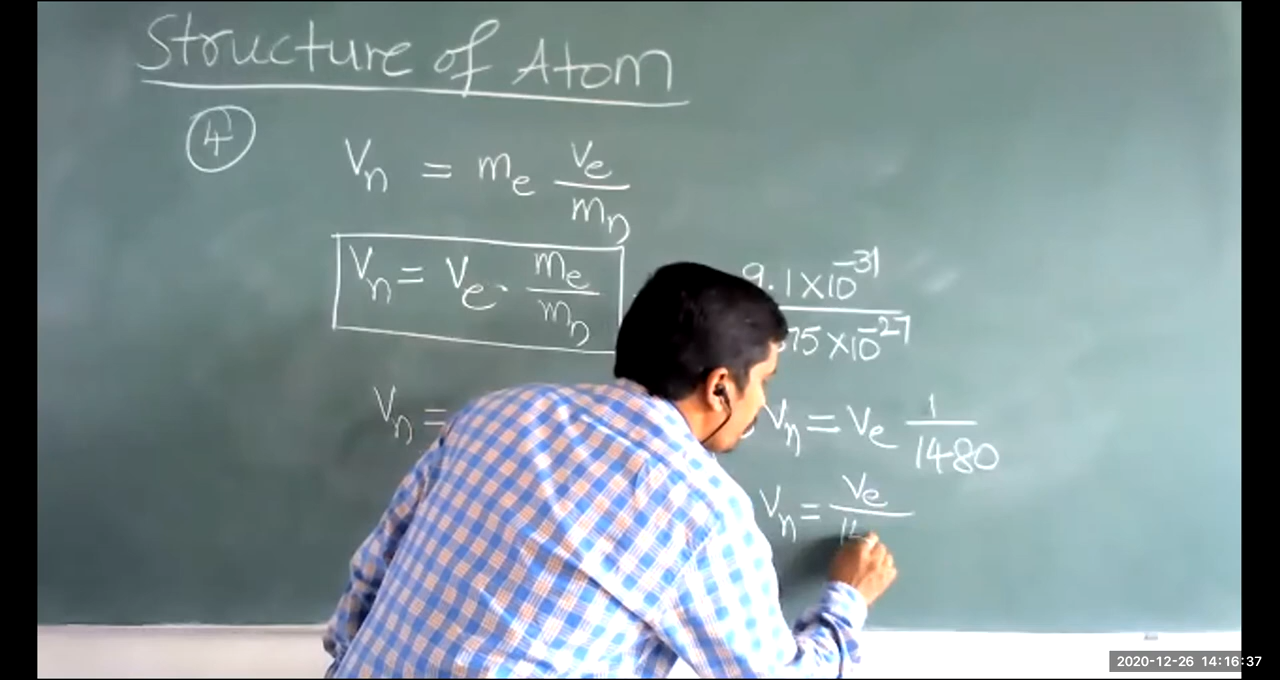 Structure of Atom
4
Vn = me Ve/mn
Vn = Ve · me/mn
9.1×10^-31
75×10^-27
Vn =
Vn = Ve 1/1480
Vn = Ve/
2020-12-26 14:16:37